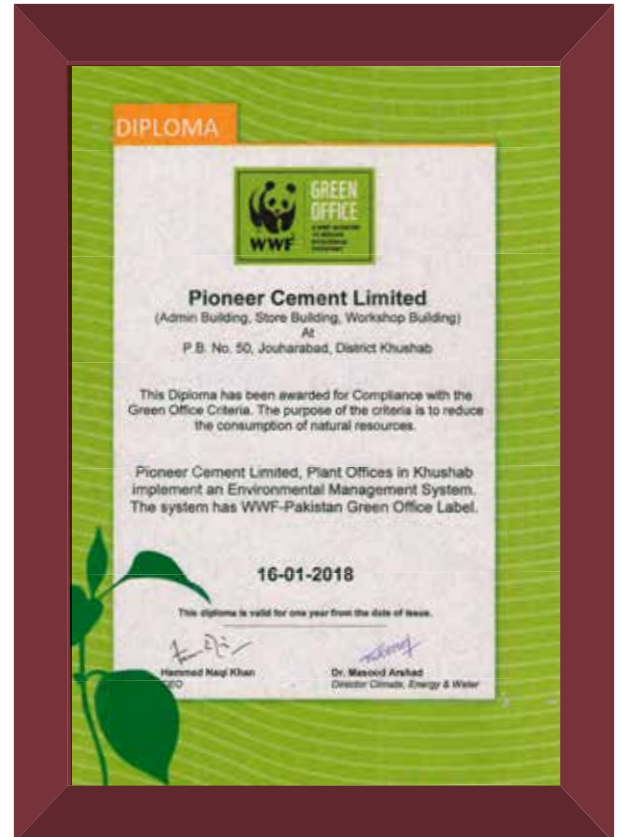 DIPLOMA
GREEN
OFFICE
WWF
Pioneer Cement Limited
(Admin Building, Store Building, Workshop Building)
At
P.B. No. 50, Jouharabad, District Khushab
This Diploma has been awarded for Compliance with the
Green Office Criteria. The purpose of the criteria is to reduce
the consumption of natural resources.
Pioneer Cement Limited, Plant Offices in Khushab
implement an Environmental Management System.
The system has WWF-Pakistan Green Office Label.
16-01-2018
This diploma is valid for one year from the date of issue.
Hammad Naqi Khan
CEO
Dr. Masood Arshad
Director Climate, Energy & Water